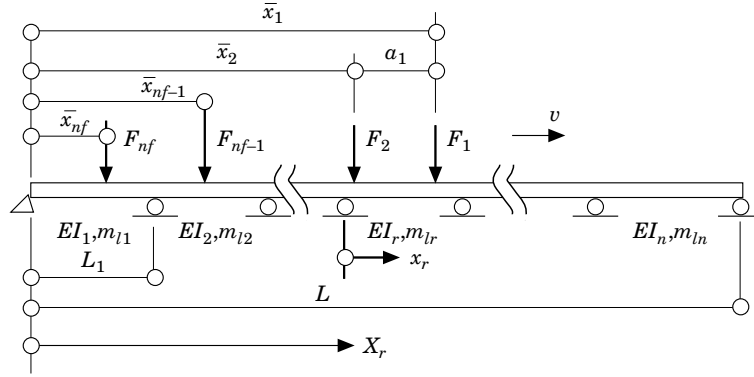 x̄₁
x̄₂ a₁
x̄ₙf₋₁
x̄ₙf Fₙf Fₙf₋₁ F₂ F₁ v
EI₁,mₗ₁ EI₂,mₗ₂ EIᵣ,mₗᵣ EIₙ,mₗₙ
L₁ xᵣ
L
Xᵣ